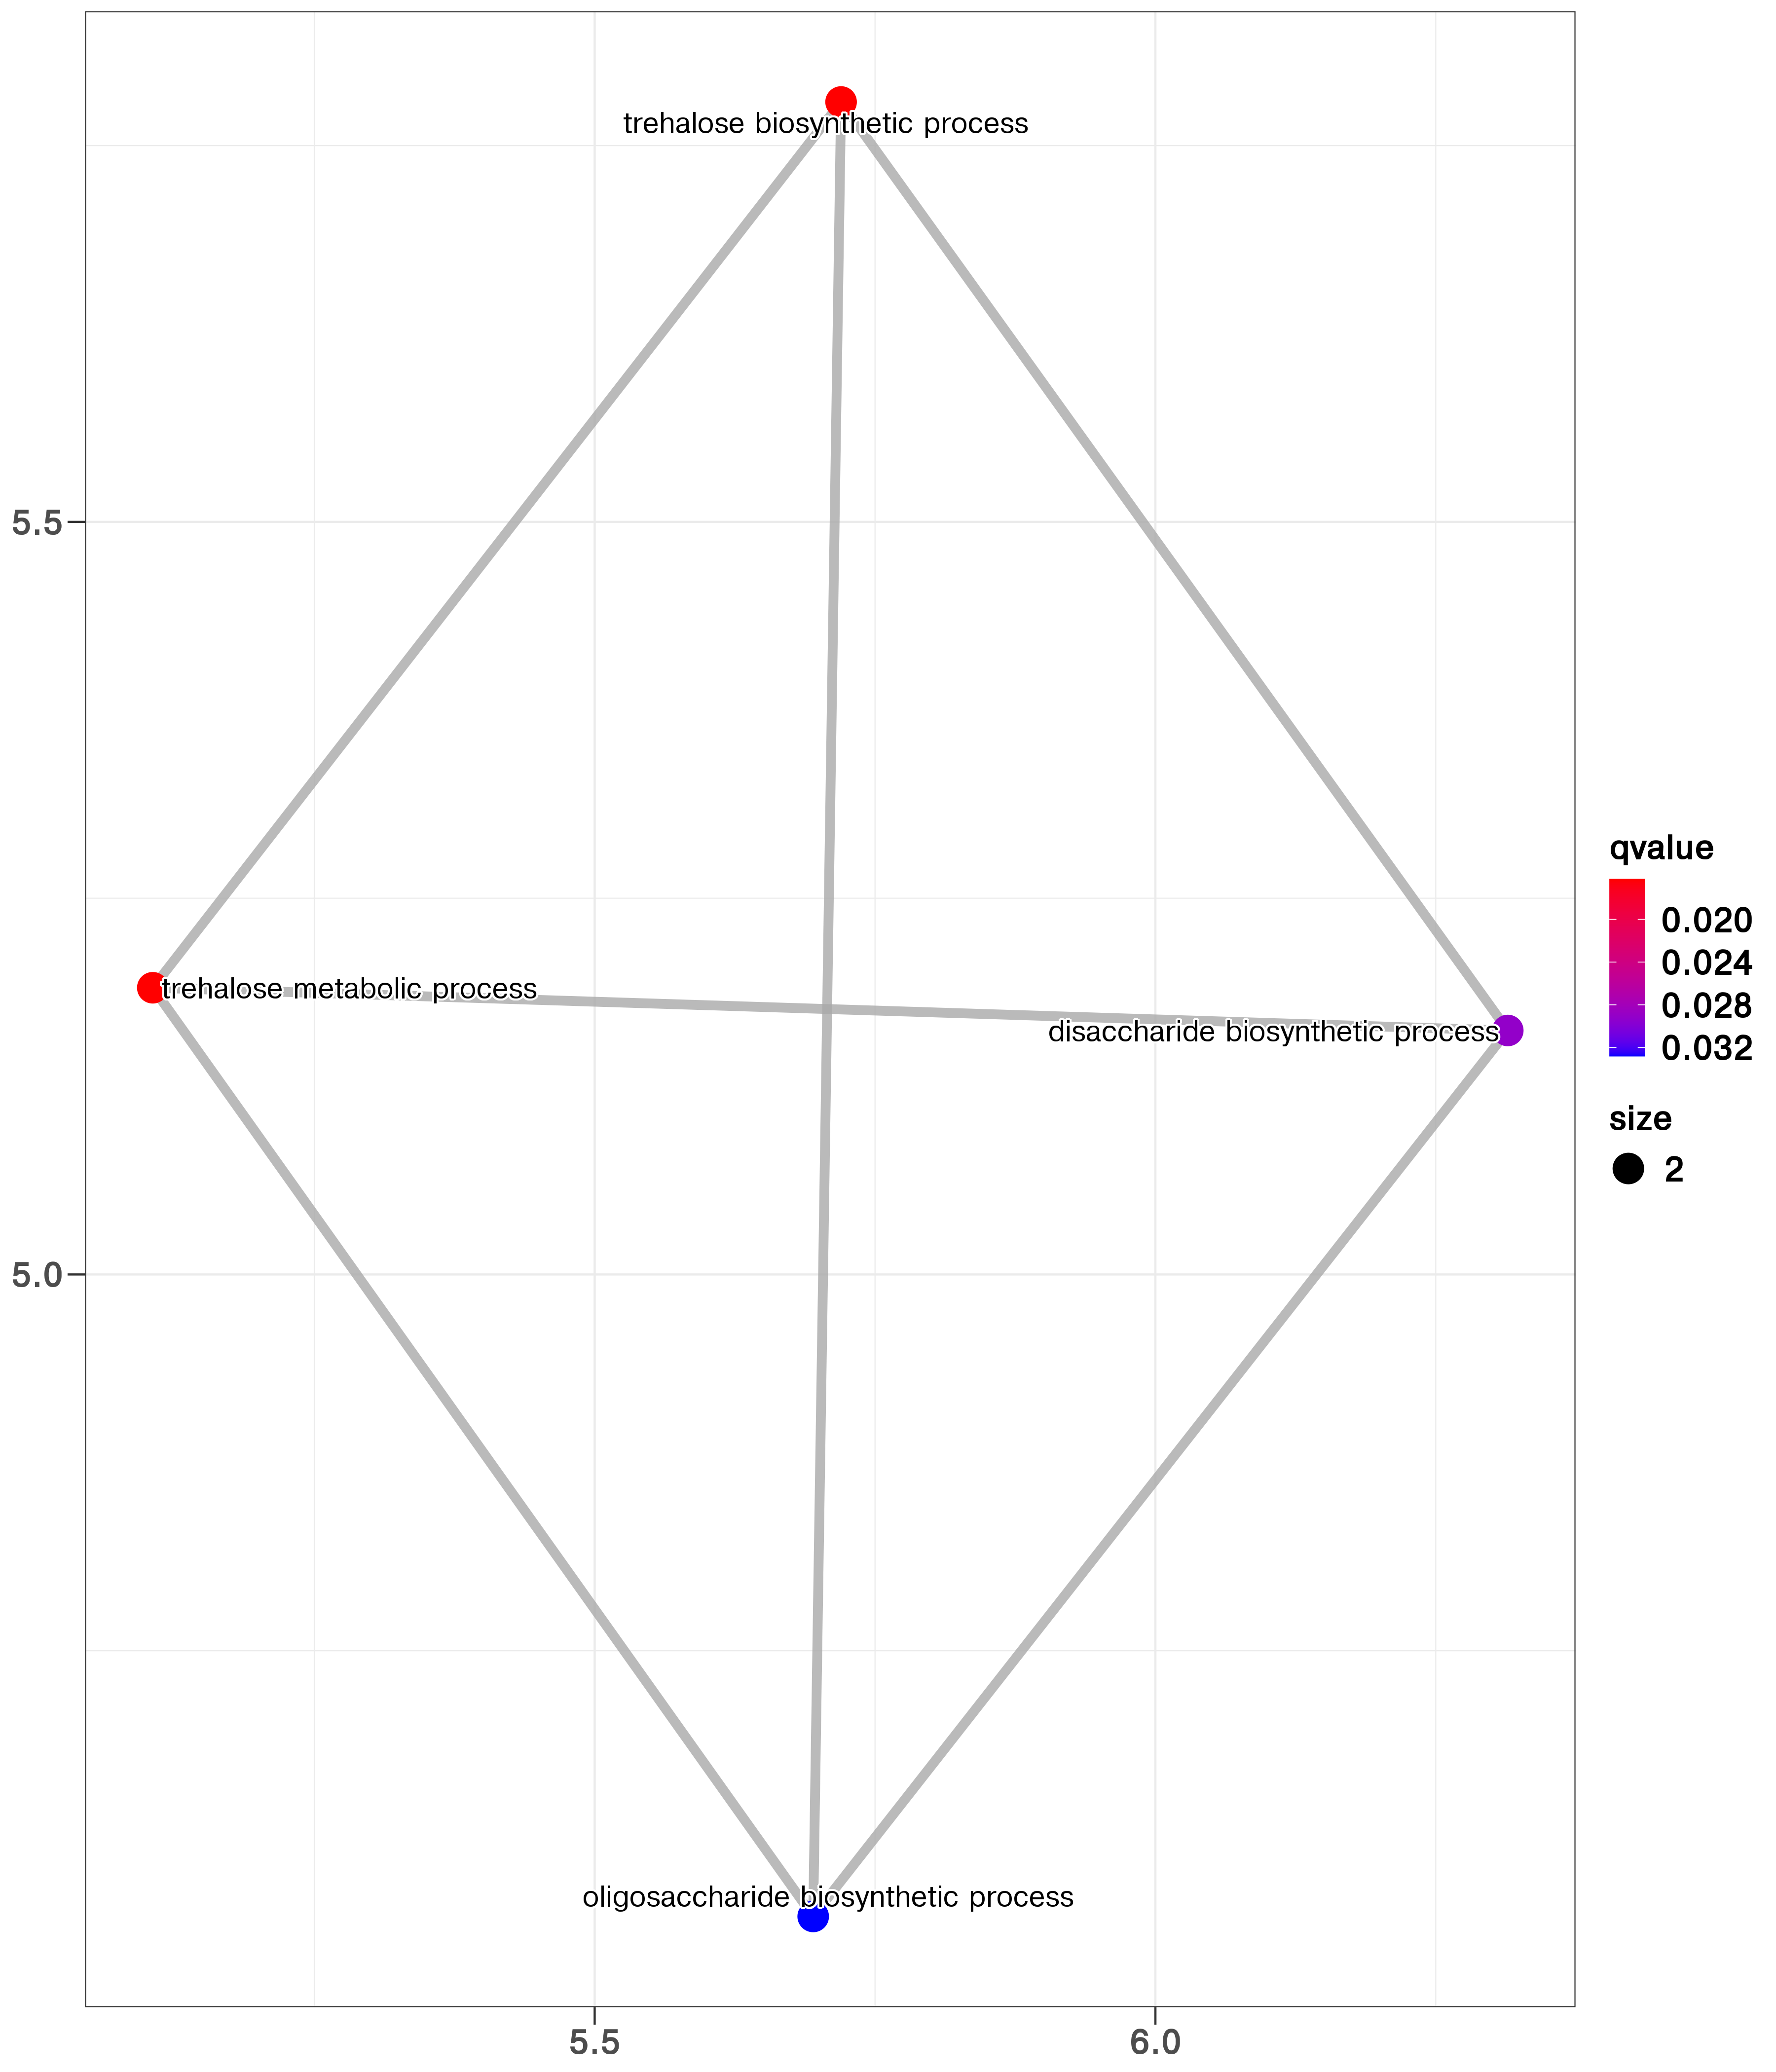 trehalose biosynthetic process
5.5
trehalose metabolic process
disaccharide biosynthetic process
5.0
oligosaccharide biosynthetic process
5.5
6.0
qvalue
0.020
0.024
0.028
0.032
size
2